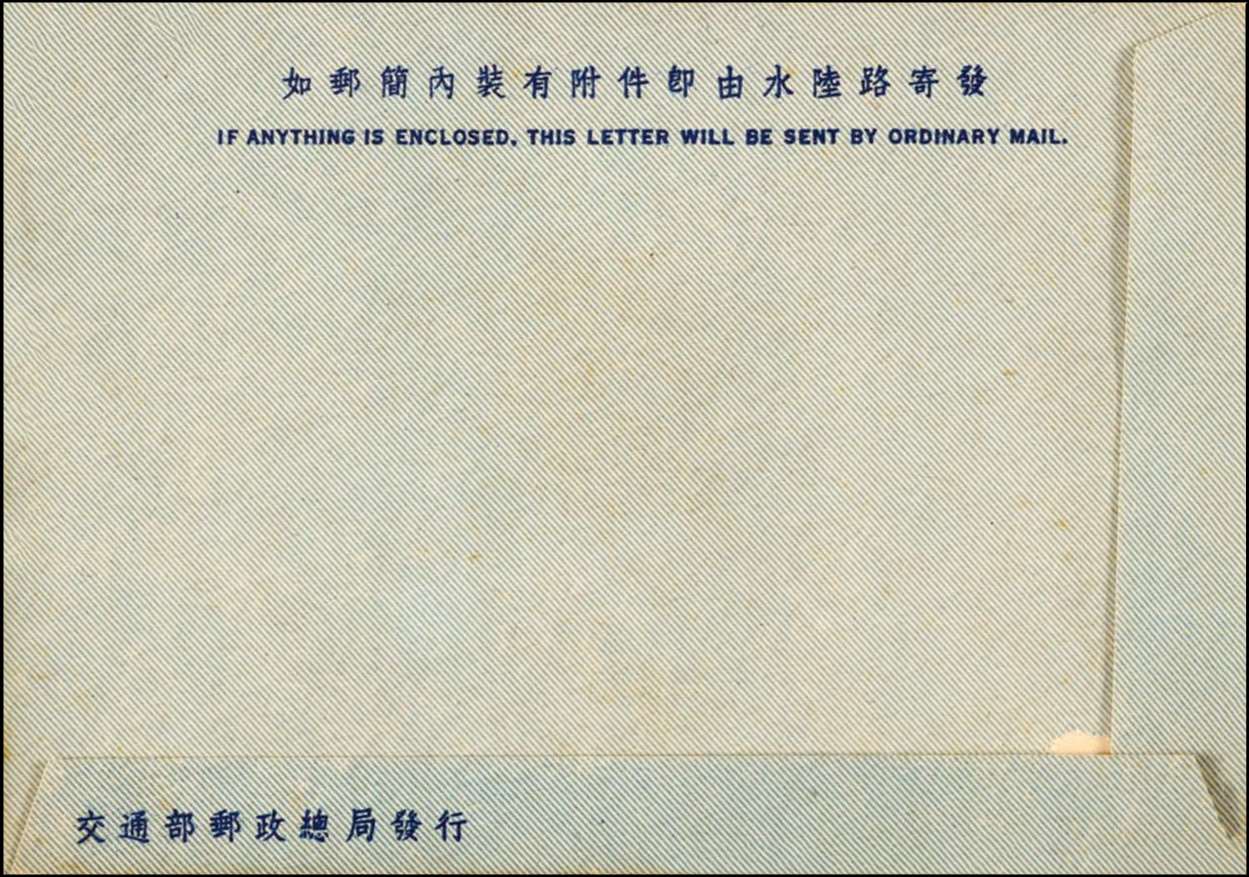 如郵簡內裝有附件卽由水陸路寄發
IF ANYTHING IS ENCLOSED, THIS LETTER WILL BE SENT BY ORDINARY MAIL.
交通部郵政總局發行